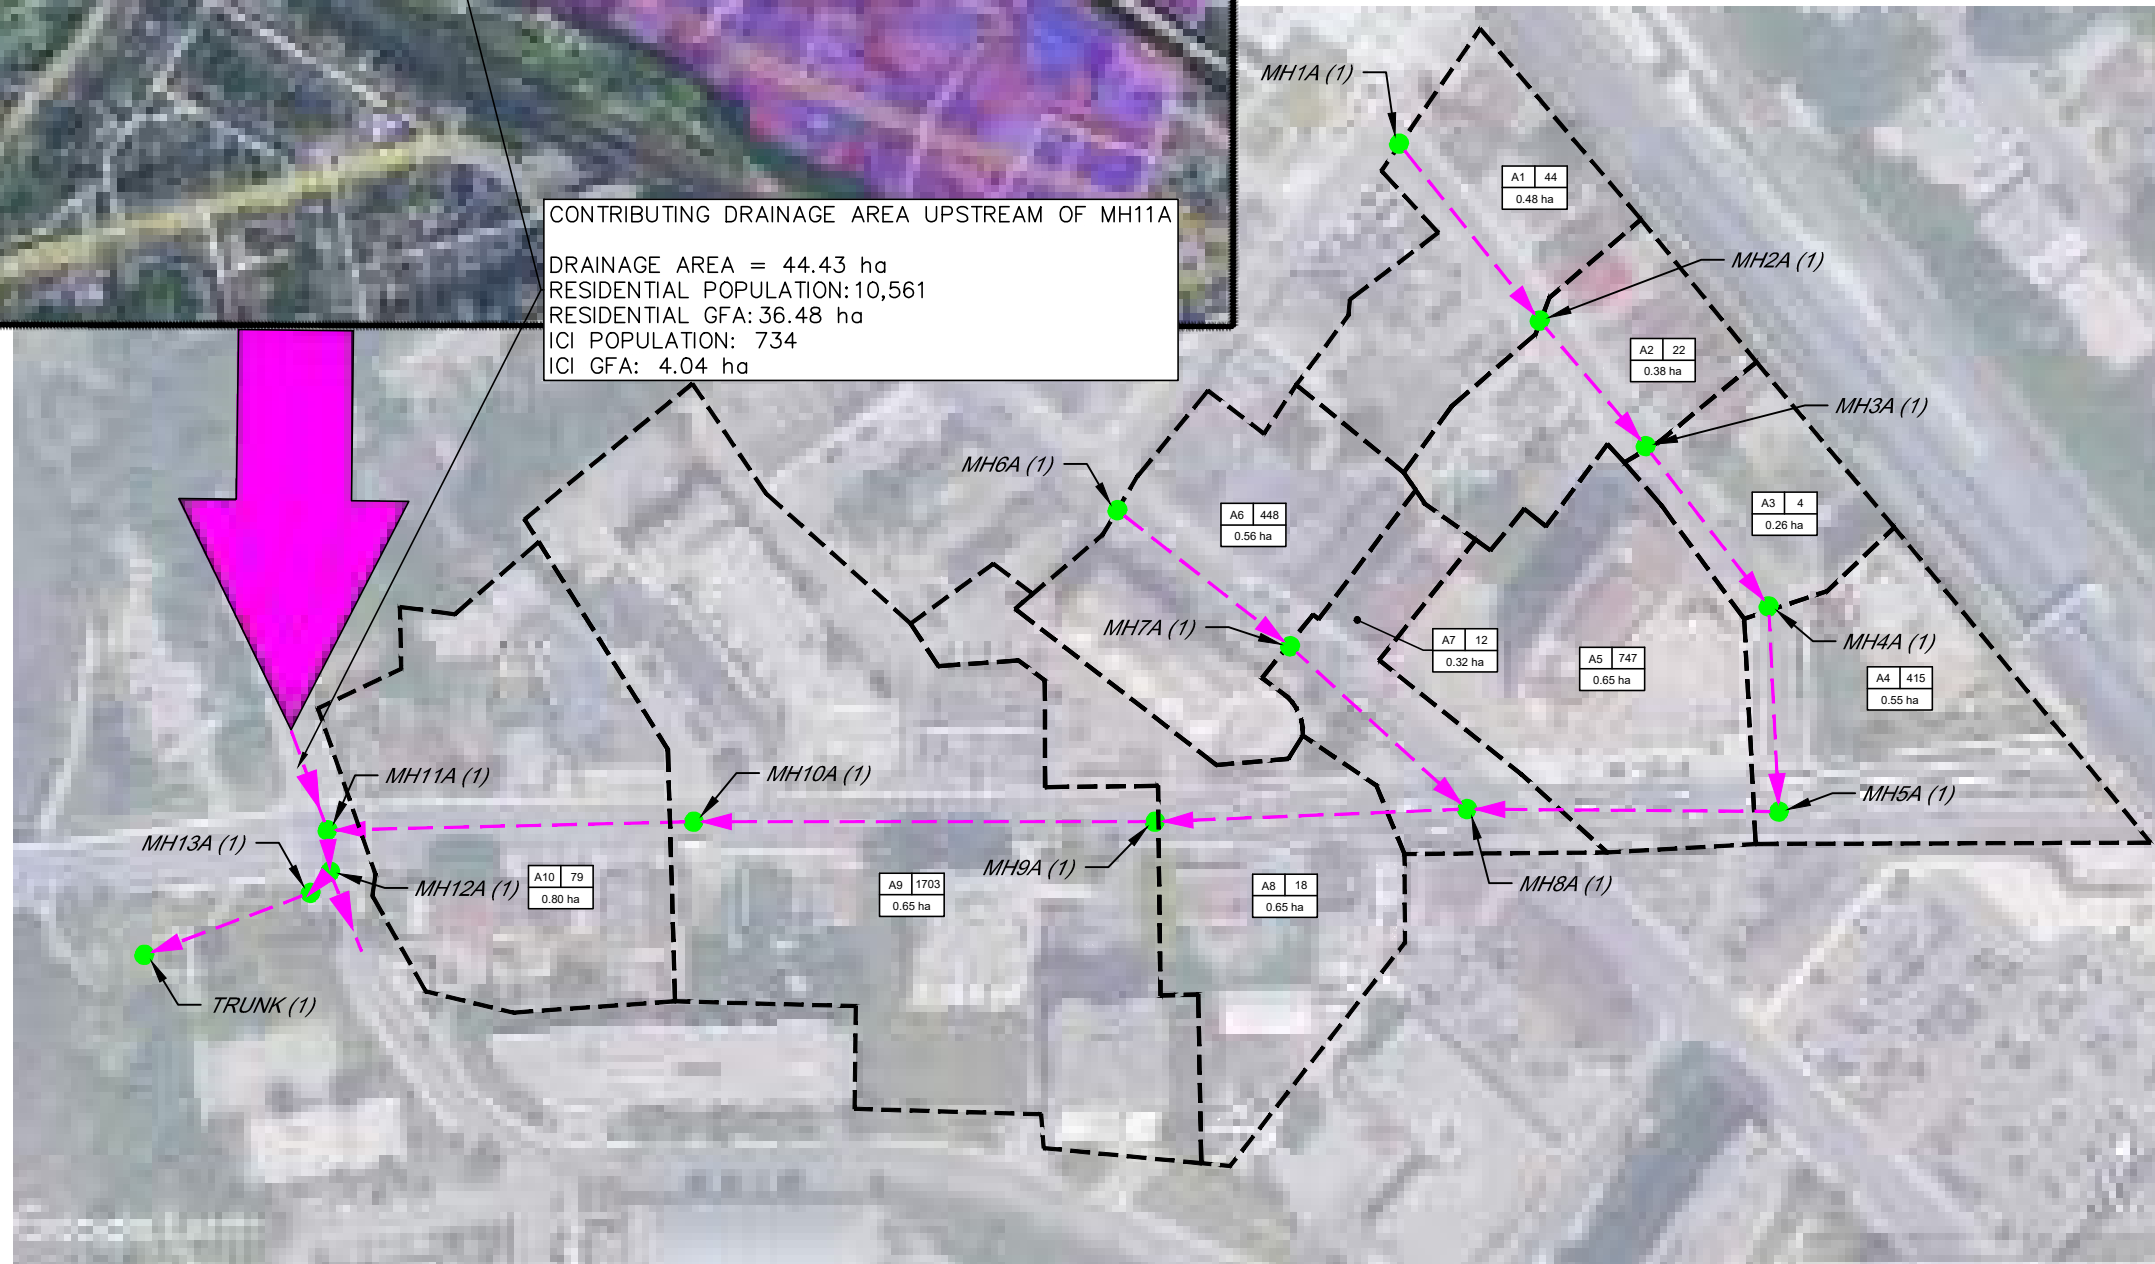 CONTRIBUTING DRAINAGE AREA UPSTREAM OF MH11A
DRAINAGE AREA = 44.43 ha
RESIDENTIAL POPULATION:10,561
RESIDENTIAL GFA: 36.48 ha
ICI POPULATION: 734
ICI GFA: 4.04 ha
MH1A (1)
A1 44
0.48 ha
MH2A (1)
A2 22
0.38 ha
MH3A (1)
MH6A (1)
A6 448
0.56 ha
A3 4
0.26 ha
MH7A (1)
A7 12
0.32 ha
A5 747
0.65 ha
MH4A (1)
A4 415
0.55 ha
MH11A (1)
MH10A (1)
MH5A (1)
MH13A (1)
MH9A (1)
MH8A (1)
MH12A (1)
A10 79
0.80 ha
A9 1703
0.65 ha
A8 18
0.65 ha
TRUNK (1)